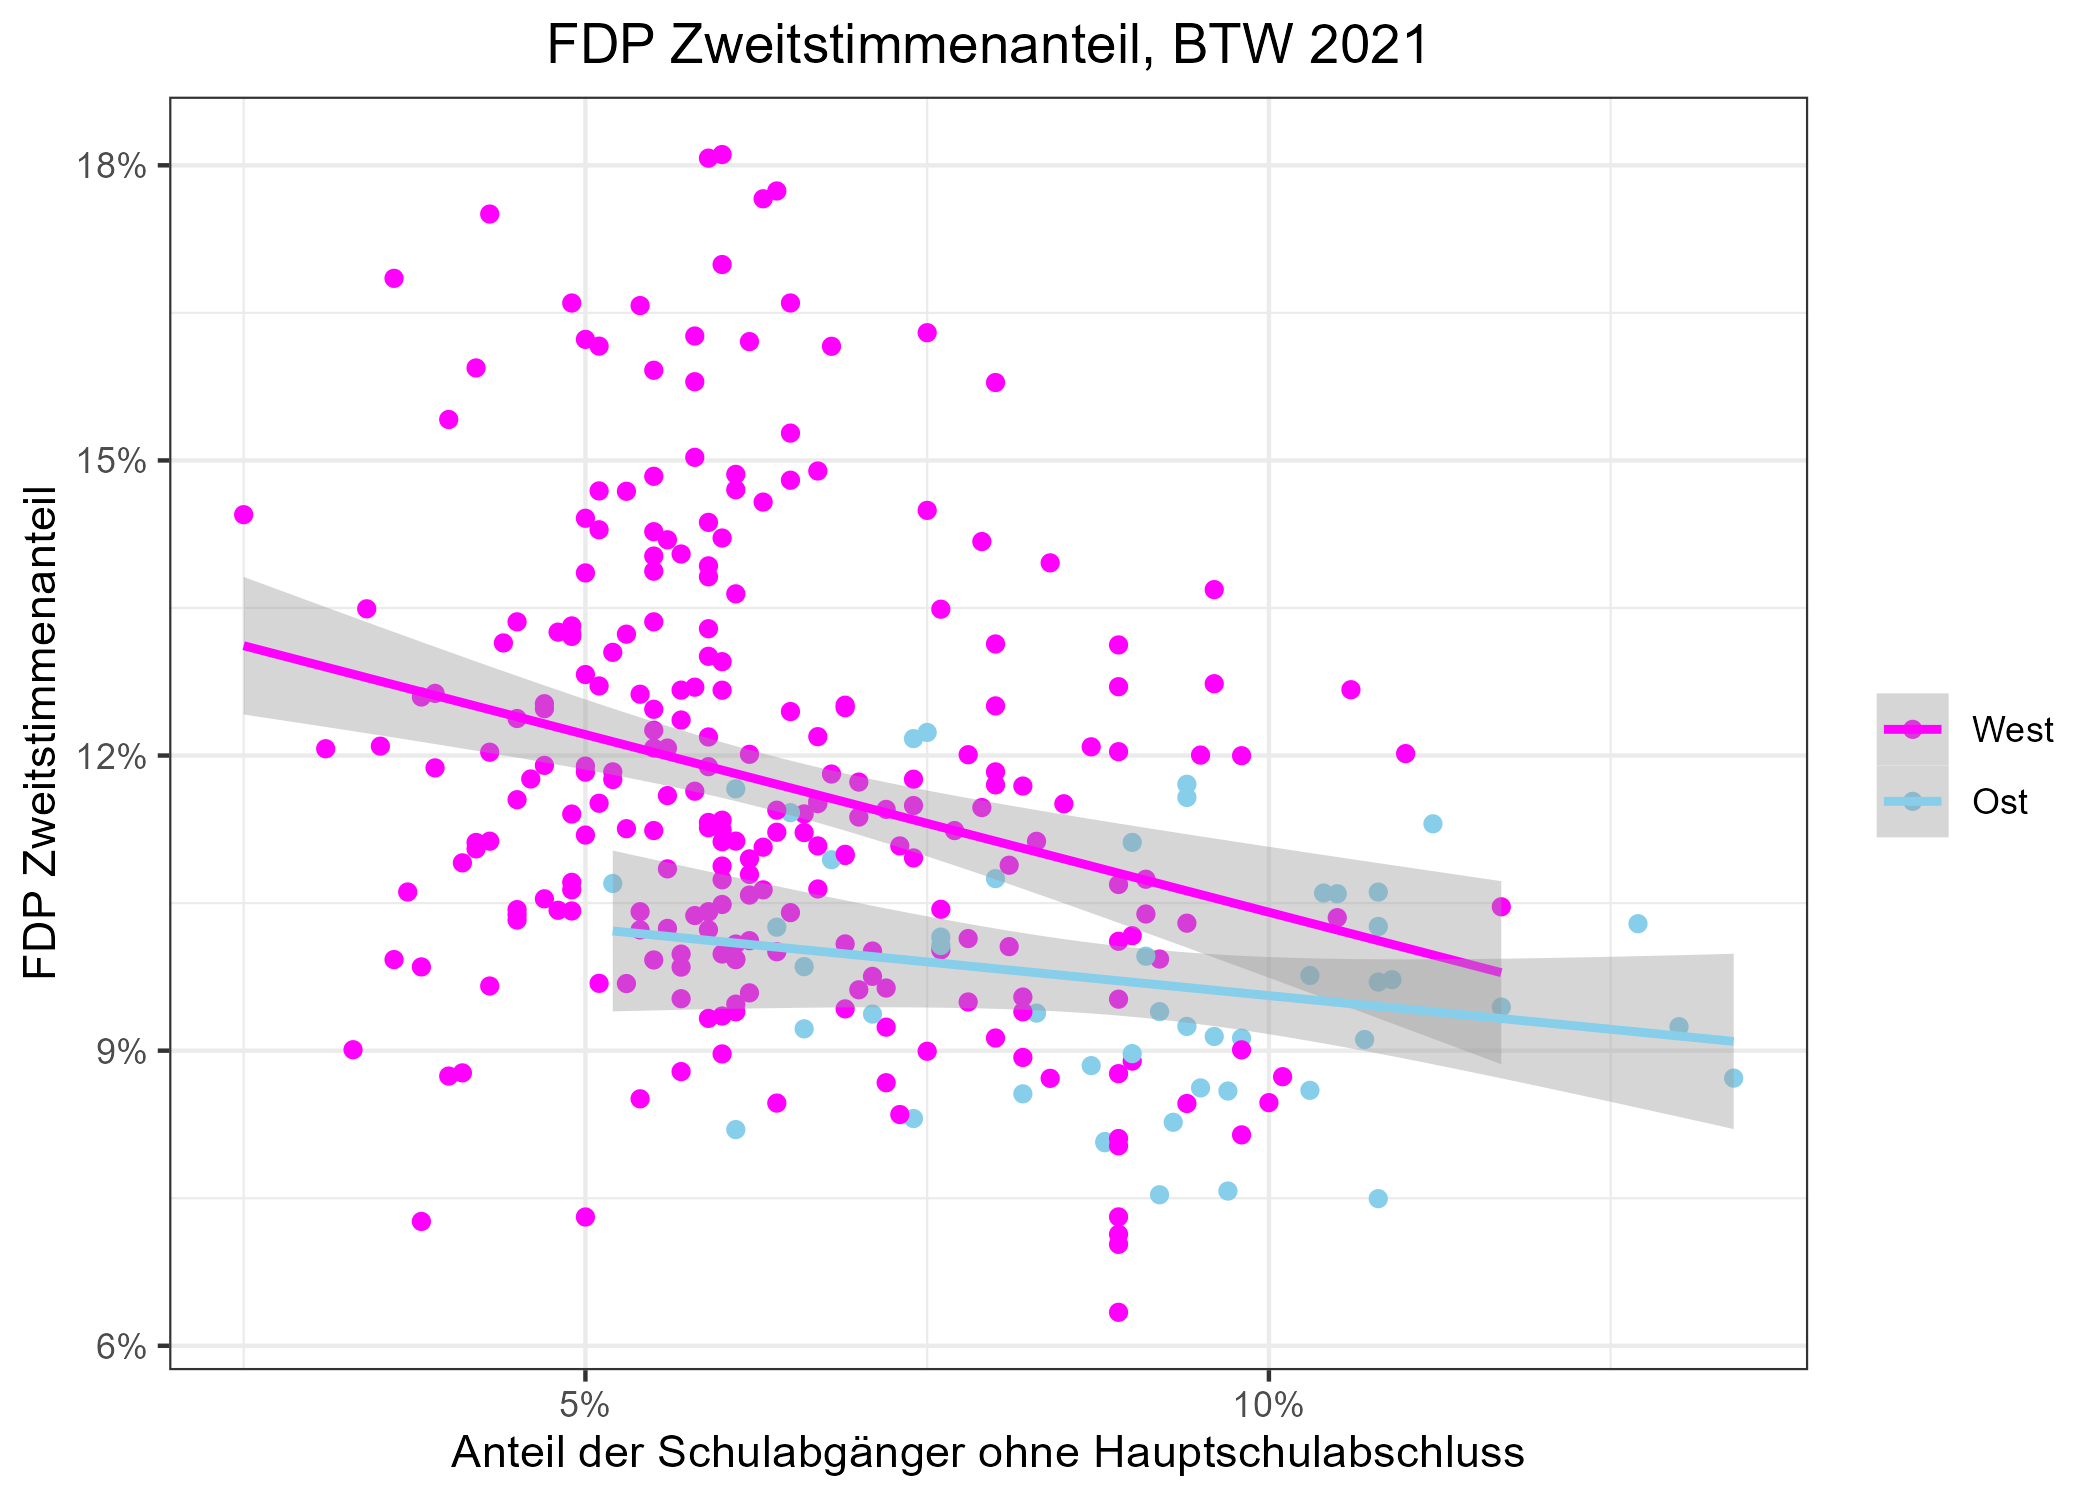 FDP Zweitstimmenanteil, BTW 2021
18%
15%
12%
9%
6%
FDP Zweitstimmenanteil
5%
10%
Anteil der Schulabgänger ohne Hauptschulabschluss
West
Ost